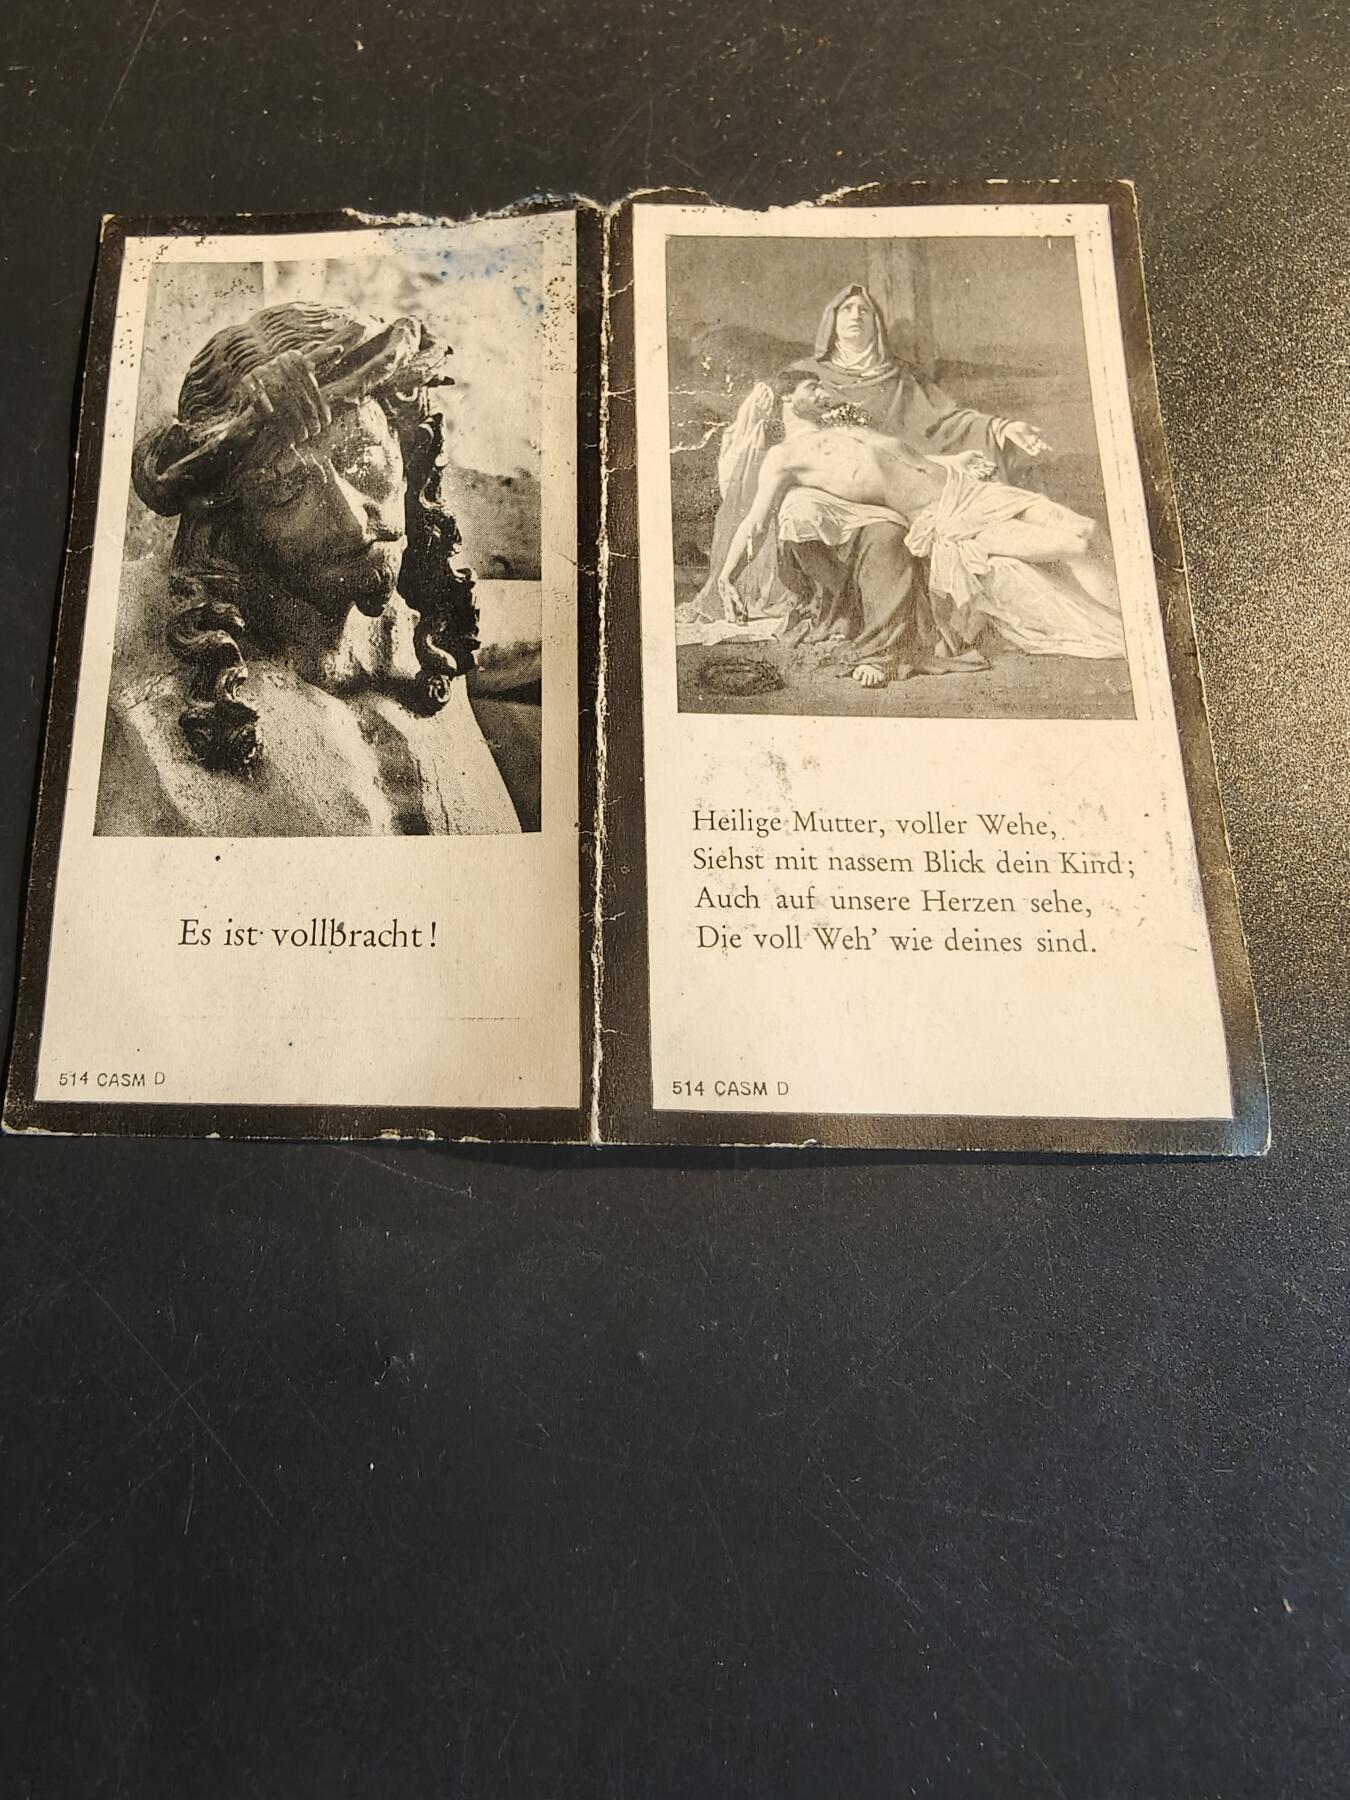 Es ist vollbracht!
514 CASM D
Heilige Mutter, voller Wehe,
Siehst mit nassem Blick dein Kind;
Auch auf unsere Herzen sehe,
Die voll Weh' wie deines sind.
514 CASM D